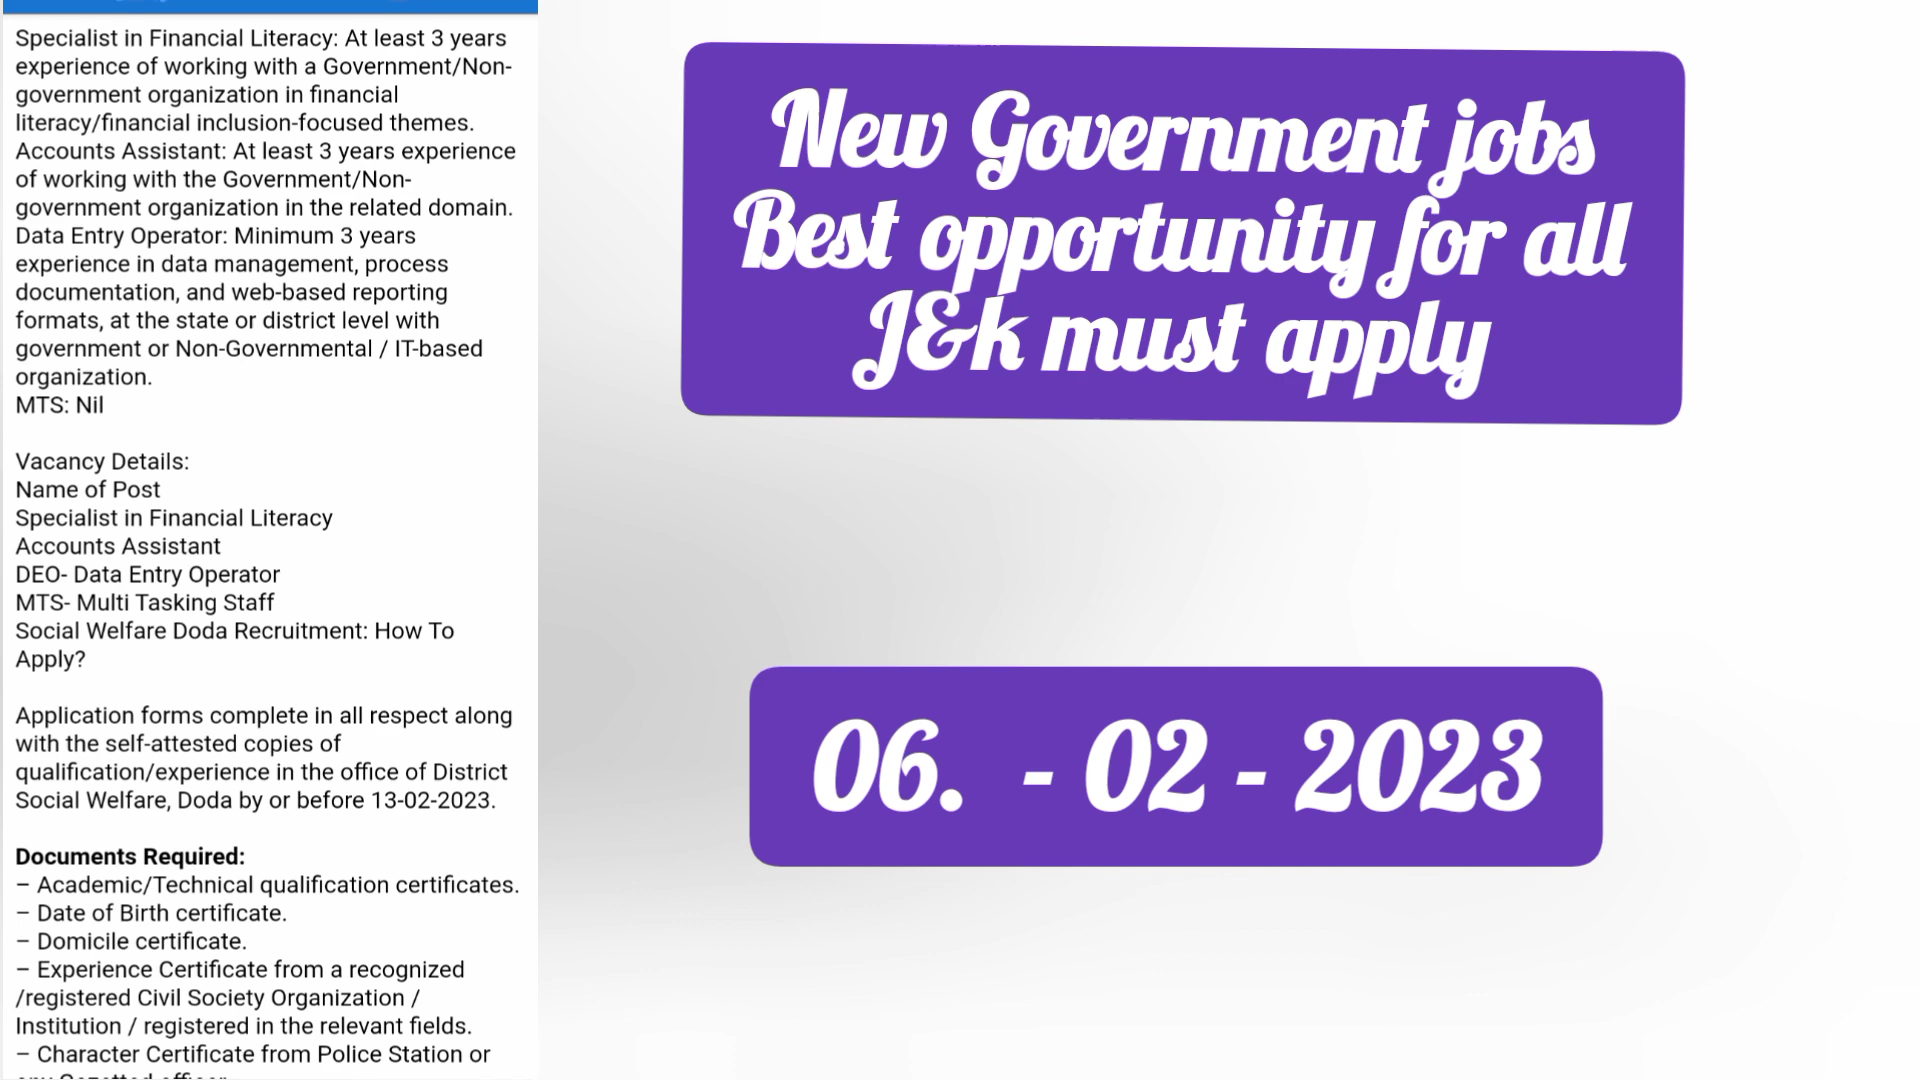 Specialist in Financial Literacy: At least 3 years
experience of working with a Government/Non-
government organization in financial
literacy/financial inclusion-focused themes.
Accounts Assistant: At least 3 years experience
of working with the Government/Non-
government organization in the related domain.
Data Entry Operator: Minimum 3 years
experience in data management, process
documentation, and web-based reporting
formats, at the state or district level with
government or Non-Governmental / IT-based
organization.
MTS: Nil
Vacancy Details:
Name of Post
Specialist in Financial Literacy
Accounts Assistant
DEO- Data Entry Operator
MTS- Multi Tasking Staff
Social Welfare Doda Recruitment: How To
Apply?
Application forms complete in all respect along
with the self-attested copies of
qualification/experience in the office of District
Social Welfare, Doda by or before 13-02-2023.
Documents Required:
– Academic/Technical qualification certificates.
– Date of Birth certificate.
– Domicile certificate.
– Experience Certificate from a recognized
/registered Civil Society Organization /
Institution / registered in the relevant fields.
– Character Certificate from Police Station or
New Government jobs
Best opportunity for all
J&k must apply
06. - 02 - 2023